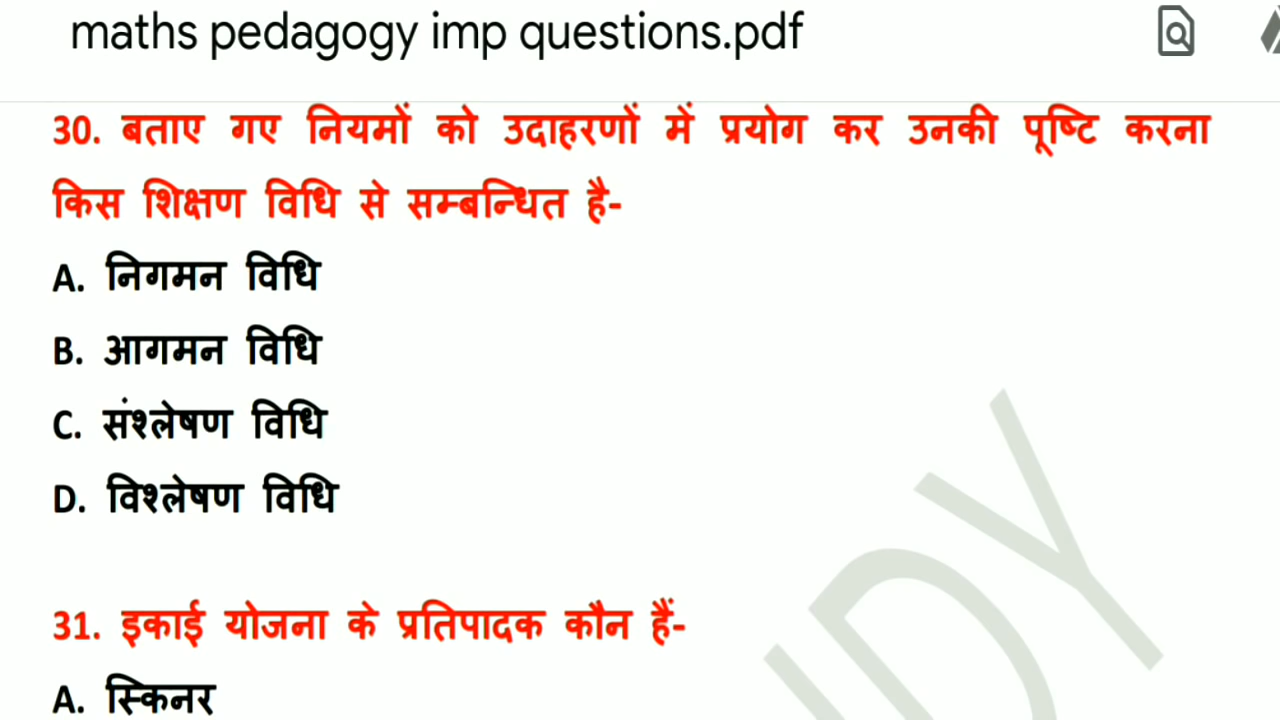 maths pedagogy imp questions.pdf
30. बताए गए नियमों को उदाहरणों में प्रयोग कर उनकी पूष्टि करना
किस शिक्षण विधि से सम्बन्धित है-
A. निगमन विधि
B. आगमन विधि
C. संश्लेषण विधि
D. विश्लेषण विधि
31. इकाई योजना के प्रतिपादक कौन हैं-
A. स्किनर